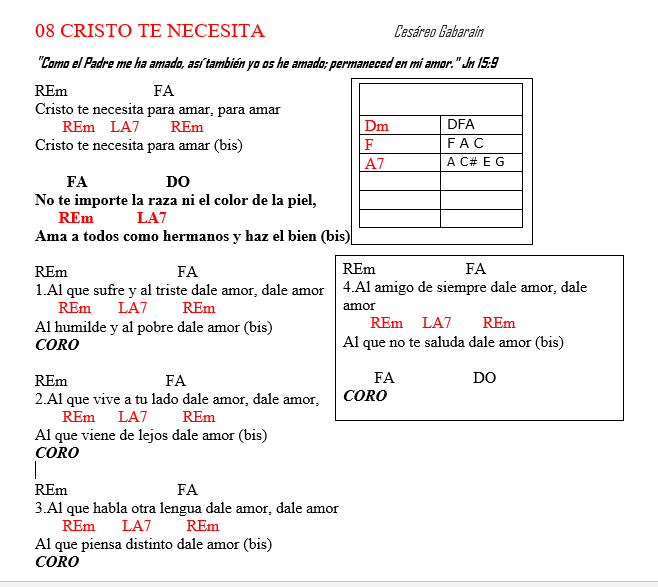 08 CRISTO TE NECESITA
Cesáreo Gabarain
"Como el Padre me ha amado, así también yo os he amado; permaneced en mi amor." Jn 15:9
REm FA
Cristo te necesita para amar, para amar
REm LA7 REm
Cristo te necesita para amar (bis)
FA DO
No te importe la raza ni el color de la piel,
REm LA7
Ama a todos como hermanos y haz el bien (bis)
Dm DFA
F F A C
A7 A C# E G
REm FA
1.Al que sufre y al triste dale amor, dale amor
REm LA7 REm
Al humilde y al pobre dale amor (bis)
CORO
REm FA
2.Al que vive a tu lado dale amor, dale amor,
REm LA7 REm
Al que viene de lejos dale amor (bis)
CORO
REm FA
3.Al que habla otra lengua dale amor, dale amor
REm LA7 REm
Al que piensa distinto dale amor (bis)
CORO
REm FA
4.Al amigo de siempre dale amor, dale
amor
REm LA7 REm
Al que no te saluda dale amor (bis)
FA DO
CORO